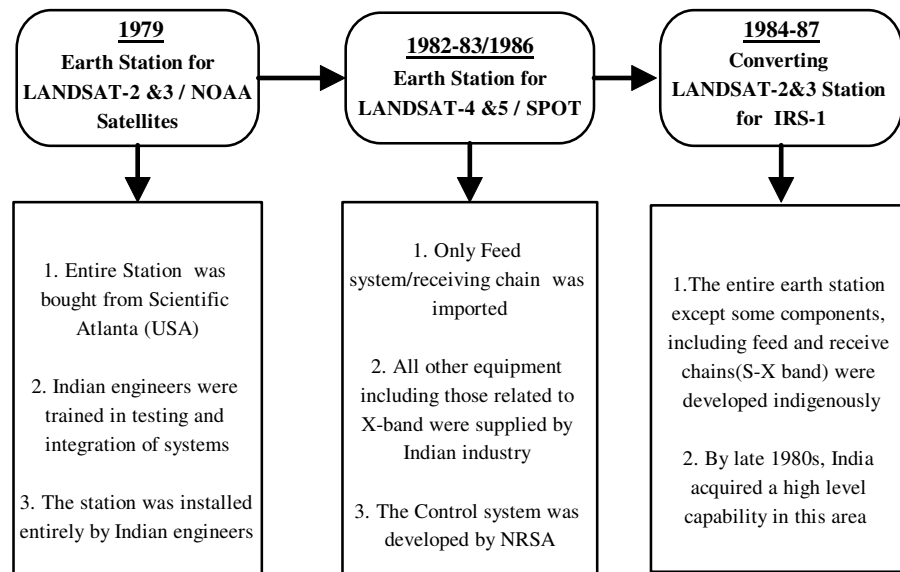 1979
Earth Station for
LANDSAT-2 &3 / NOAA
Satellites
1982-83/1986
Earth Station for
LANDSAT-4 &5 / SPOT
1984-87
Converting
LANDSAT-2&3 Station
for IRS-1
1. Entire Station was
bought from Scientific
Atlanta (USA)
2. Indian engineers were
trained in testing and
integration of systems
3. The station was installed
entirely by Indian engineers
1. Only Feed
system/receiving chain was
imported
2. All other equipment
including those related to
X-band were supplied by
Indian industry
3. The Control system was
developed by NRSA
1.The entire earth station
except some components,
including feed and receive
chains(S-X band) were
developed indigenously
2. By late 1980s, India
acquired a high level
capability in this area